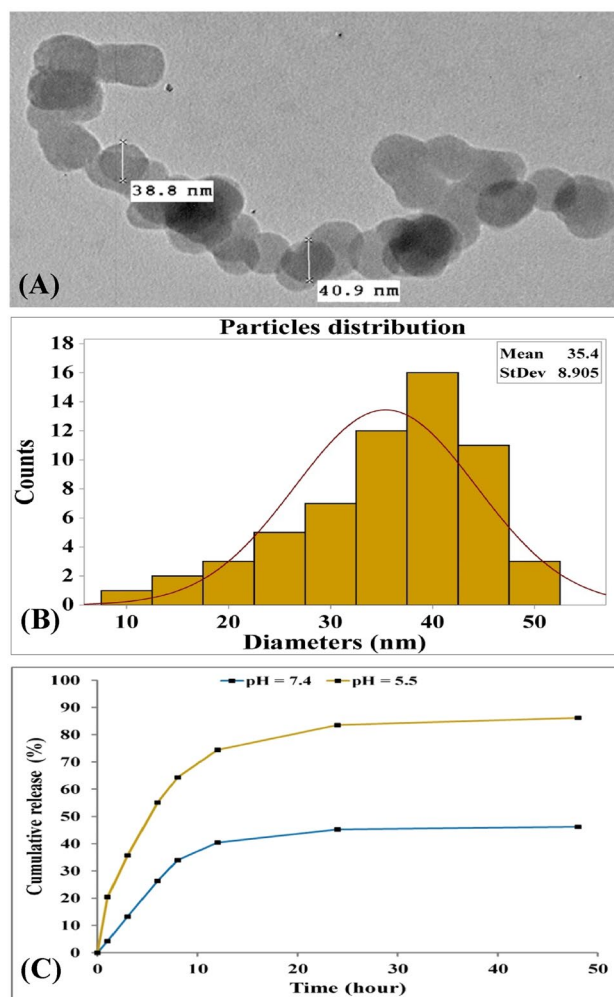 38.8 nm
40.9 nm
(A)
Particles distribution
Mean 35.4
StDev 8.905
18
16
14
12
10
8
6
4
2
0
Counts
10 20 30 40 50
Diameters (nm)
(B)
pH = 7.4 pH = 5.5
100
90
80
70
60
50
40
30
20
10
0
Cumulative release (%)
0 10 20 30 40 50
Time (hour)
(C)